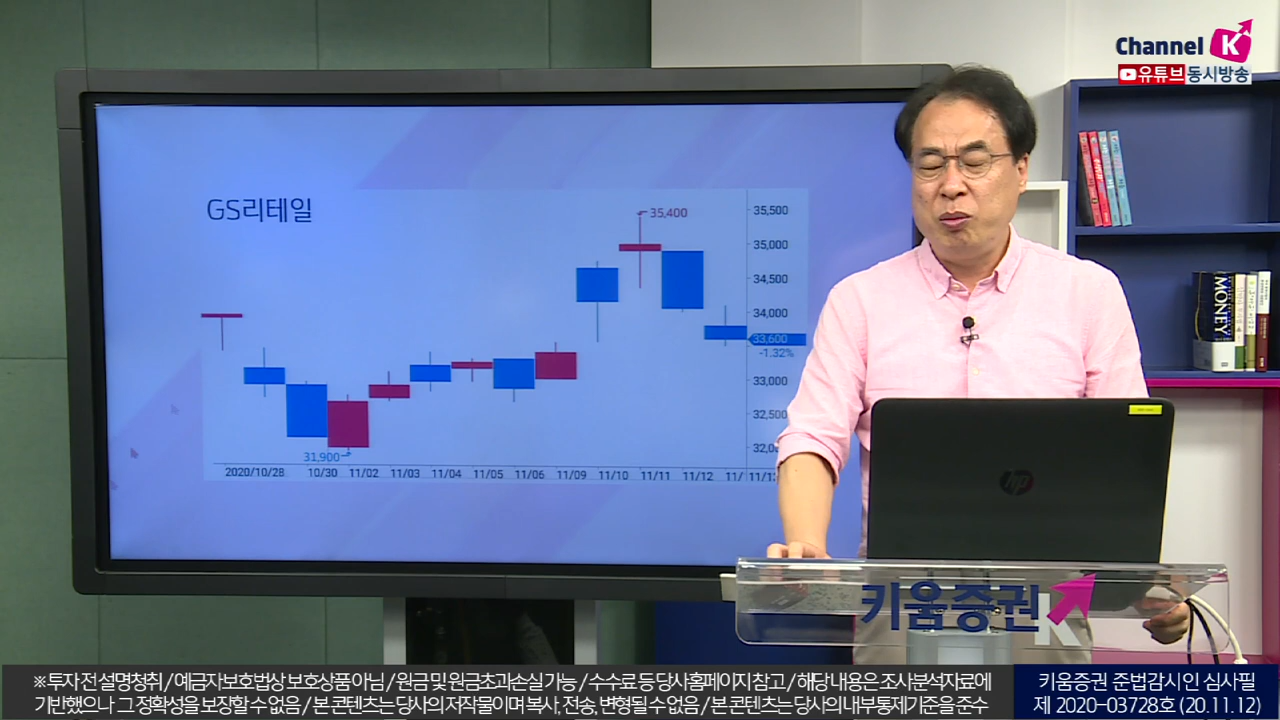 Channel K
유튜브동시방송
GS리테일
35,400
35,500
35,000
34,500
34,000
33,600
-1.32%
33,000
32,500
32,0
31,900
2020/10/28 10/30 11/02 11/03 11/04 11/05 11/06 11/09 11/10 11/11 11/12 11/ 11/12
MONEY
hp
키움증권 K
※ 투자 전 설명청취 / 예금자보호법상 보호상품 아님 / 원금 및 원금초과손실 가능 / 수수료 등 당사홈페이지 참고 / 해당 내용은 조사분석자료에
기반했으나 그 정확성을 보장할 수 없음 / 본 콘텐츠는 당사의 저작물이며 복사, 전송, 변형될 수 없음 / 본 콘텐츠는 당사의 내부통제기준을 준수
키움증권 준법감시인 심사필
제 2020-03728호 (20.11.12)